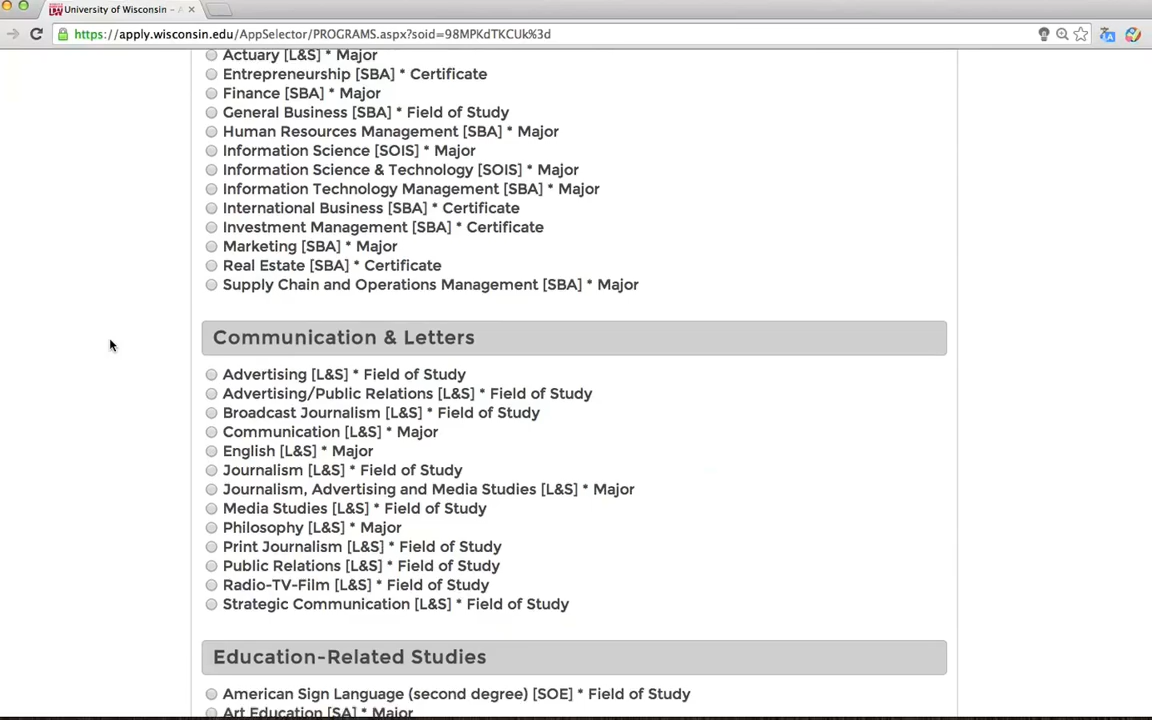 University of Wisconsin –
https://apply.wisconsin.edu/AppSelector/PROGRAMS.aspx?soid=98MPKdTKCUk%3d
Actuary [L&S] * Major
Entrepreneurship [SBA] * Certificate
Finance [SBA] * Major
General Business [SBA] * Field of Study
Human Resources Management [SBA] * Major
Information Science [SOIS] * Major
Information Science & Technology [SOIS] * Major
Information Technology Management [SBA] * Major
International Business [SBA] * Certificate
Investment Management [SBA] * Certificate
Marketing [SBA] * Major
Real Estate [SBA] * Certificate
Supply Chain and Operations Management [SBA] * Major
Communication & Letters
Advertising [L&S] * Field of Study
Advertising/Public Relations [L&S] * Field of Study
Broadcast Journalism [L&S] * Field of Study
Communication [L&S] * Major
English [L&S] * Major
Journalism [L&S] * Field of Study
Journalism, Advertising and Media Studies [L&S] * Major
Media Studies [L&S] * Field of Study
Philosophy [L&S] * Major
Print Journalism [L&S] * Field of Study
Public Relations [L&S] * Field of Study
Radio-TV-Film [L&S] * Field of Study
Strategic Communication [L&S] * Field of Study
Education-Related Studies
American Sign Language (second degree) [SOE] * Field of Study
Art Education [SA] * Major